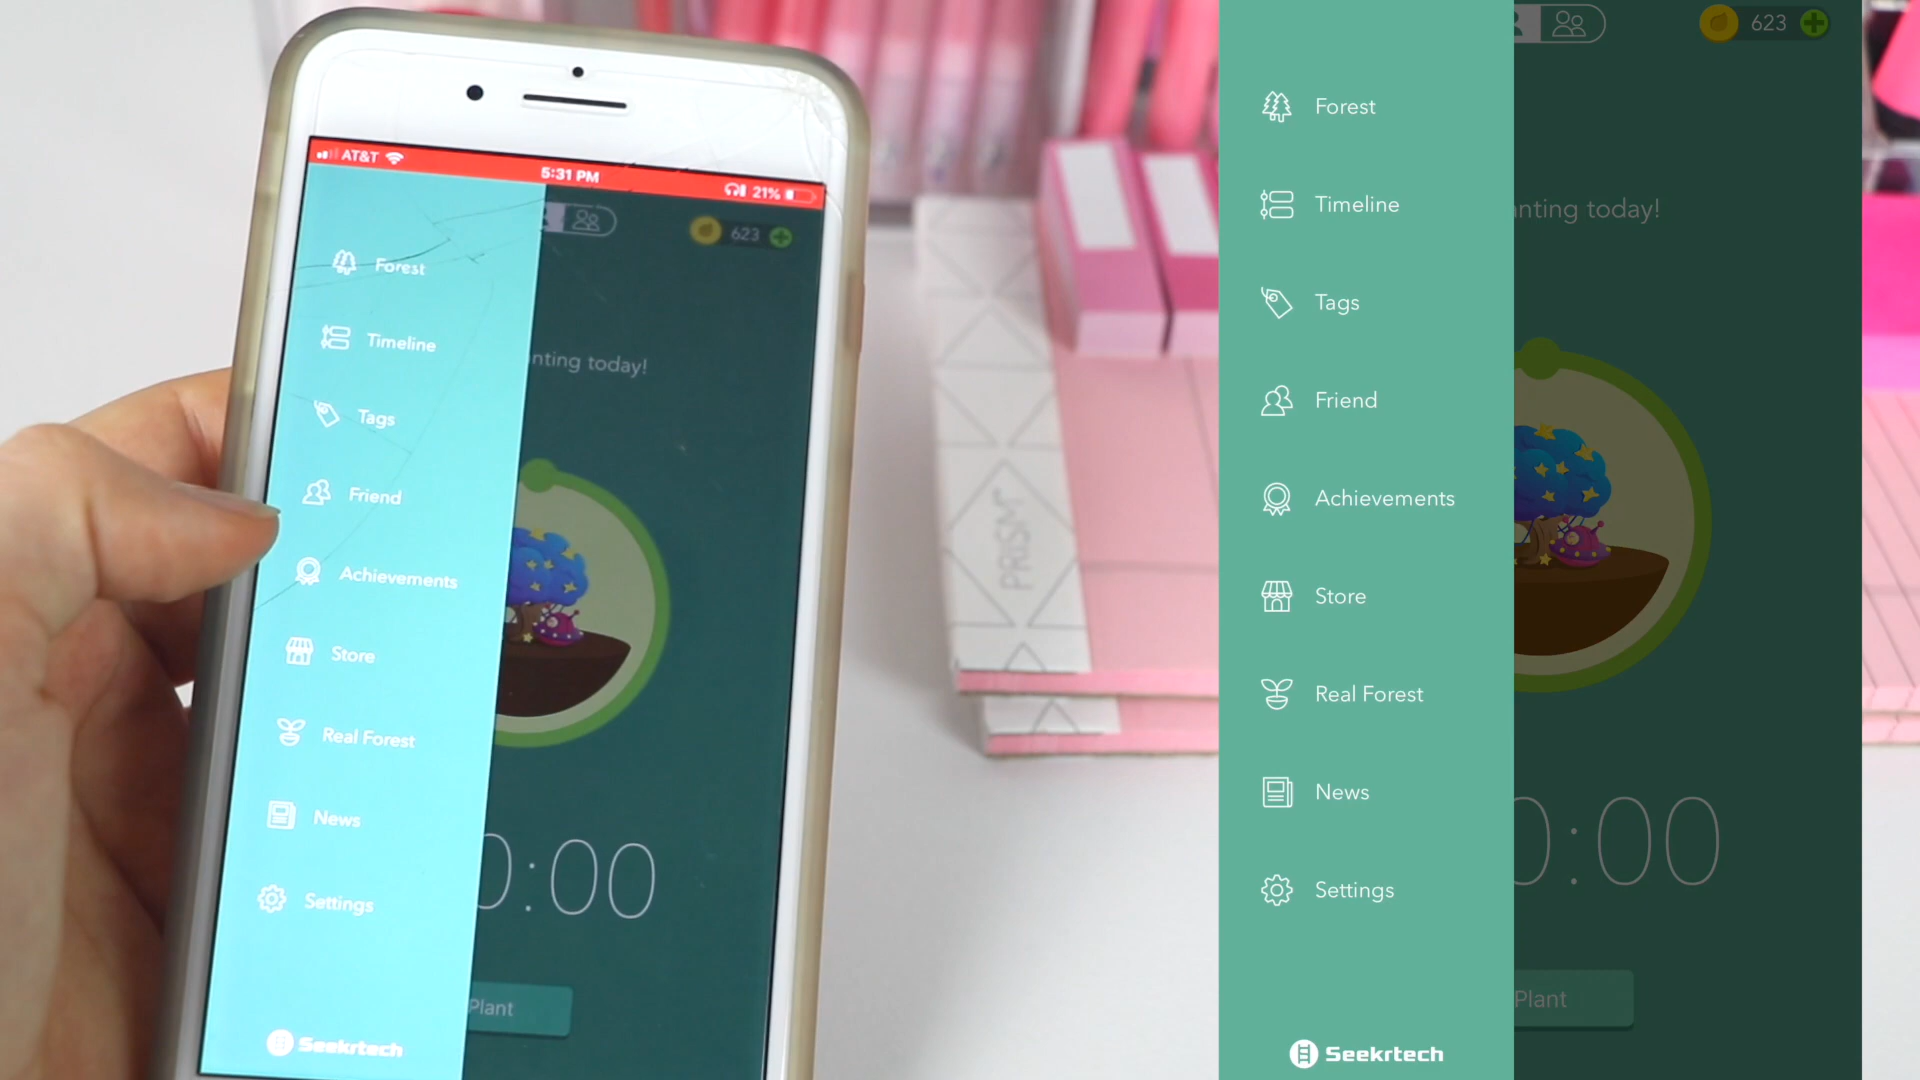 AT&T
5:31 PM
21%
623
Forest
nting today!
Timeline
Tags
Friend
Achievements
Store
Real Forest
News
0:00
Settings
Plant
Seekrtech
PRISM
623
Forest
nting today!
Timeline
Tags
Friend
Achievements
Store
Real Forest
News
0:00
Settings
Plant
Seekrtech